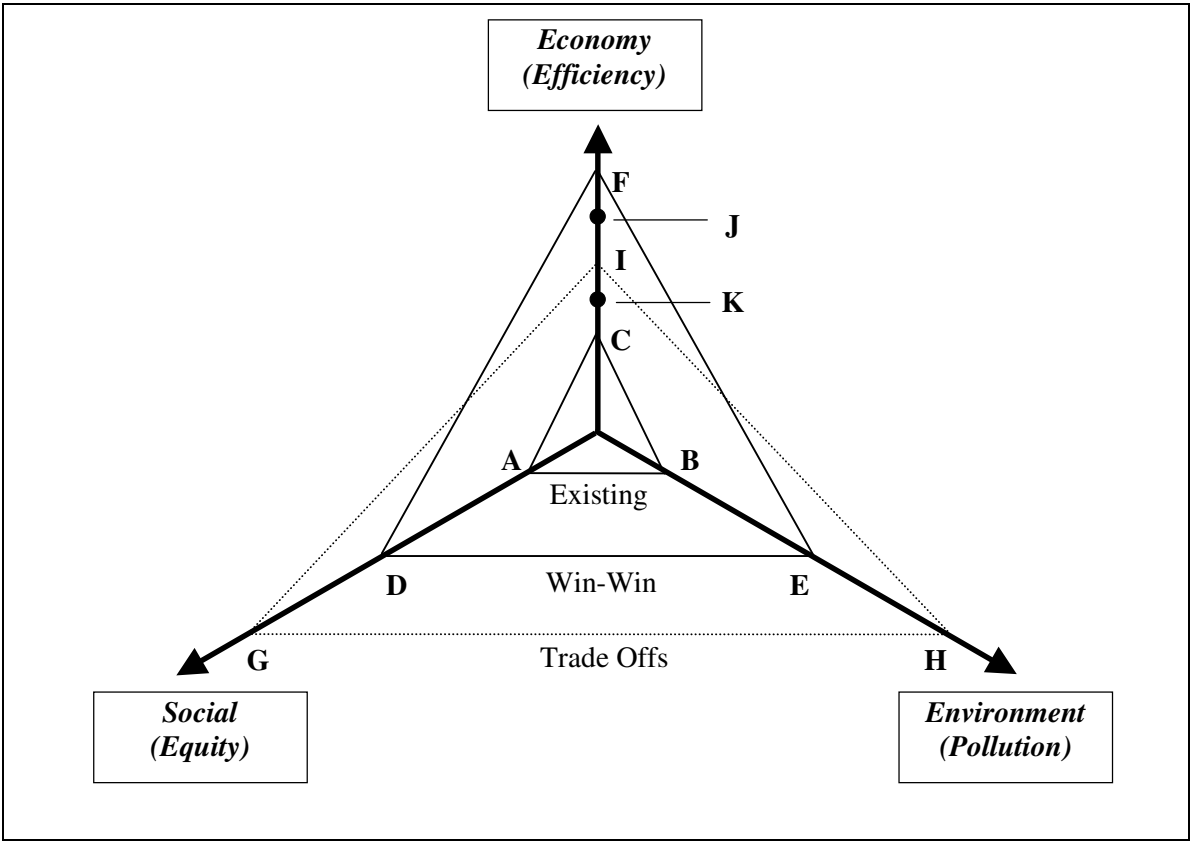 Economy
(Efficiency)
F
J
I
K
C
A
B
Existing
D
Win-Win
E
G
Trade Offs
H
Social
(Equity)
Environment
(Pollution)